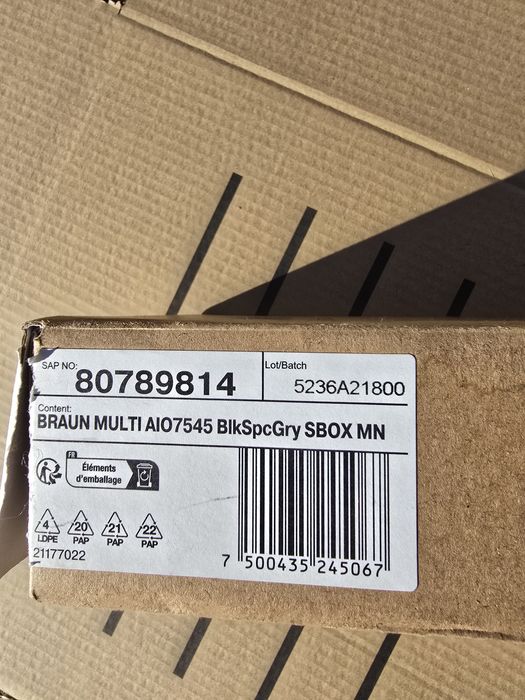 SAP NO:
80789814
Lot/Batch
5236A21800
Content:
BRAUN MULTI AIO7545 BlkSpcGry SBOX MN
FR
Éléments
d'emballage
4
LDPE
20
PAP
21
PAP
22
PAP
21177022
7 500435 245067